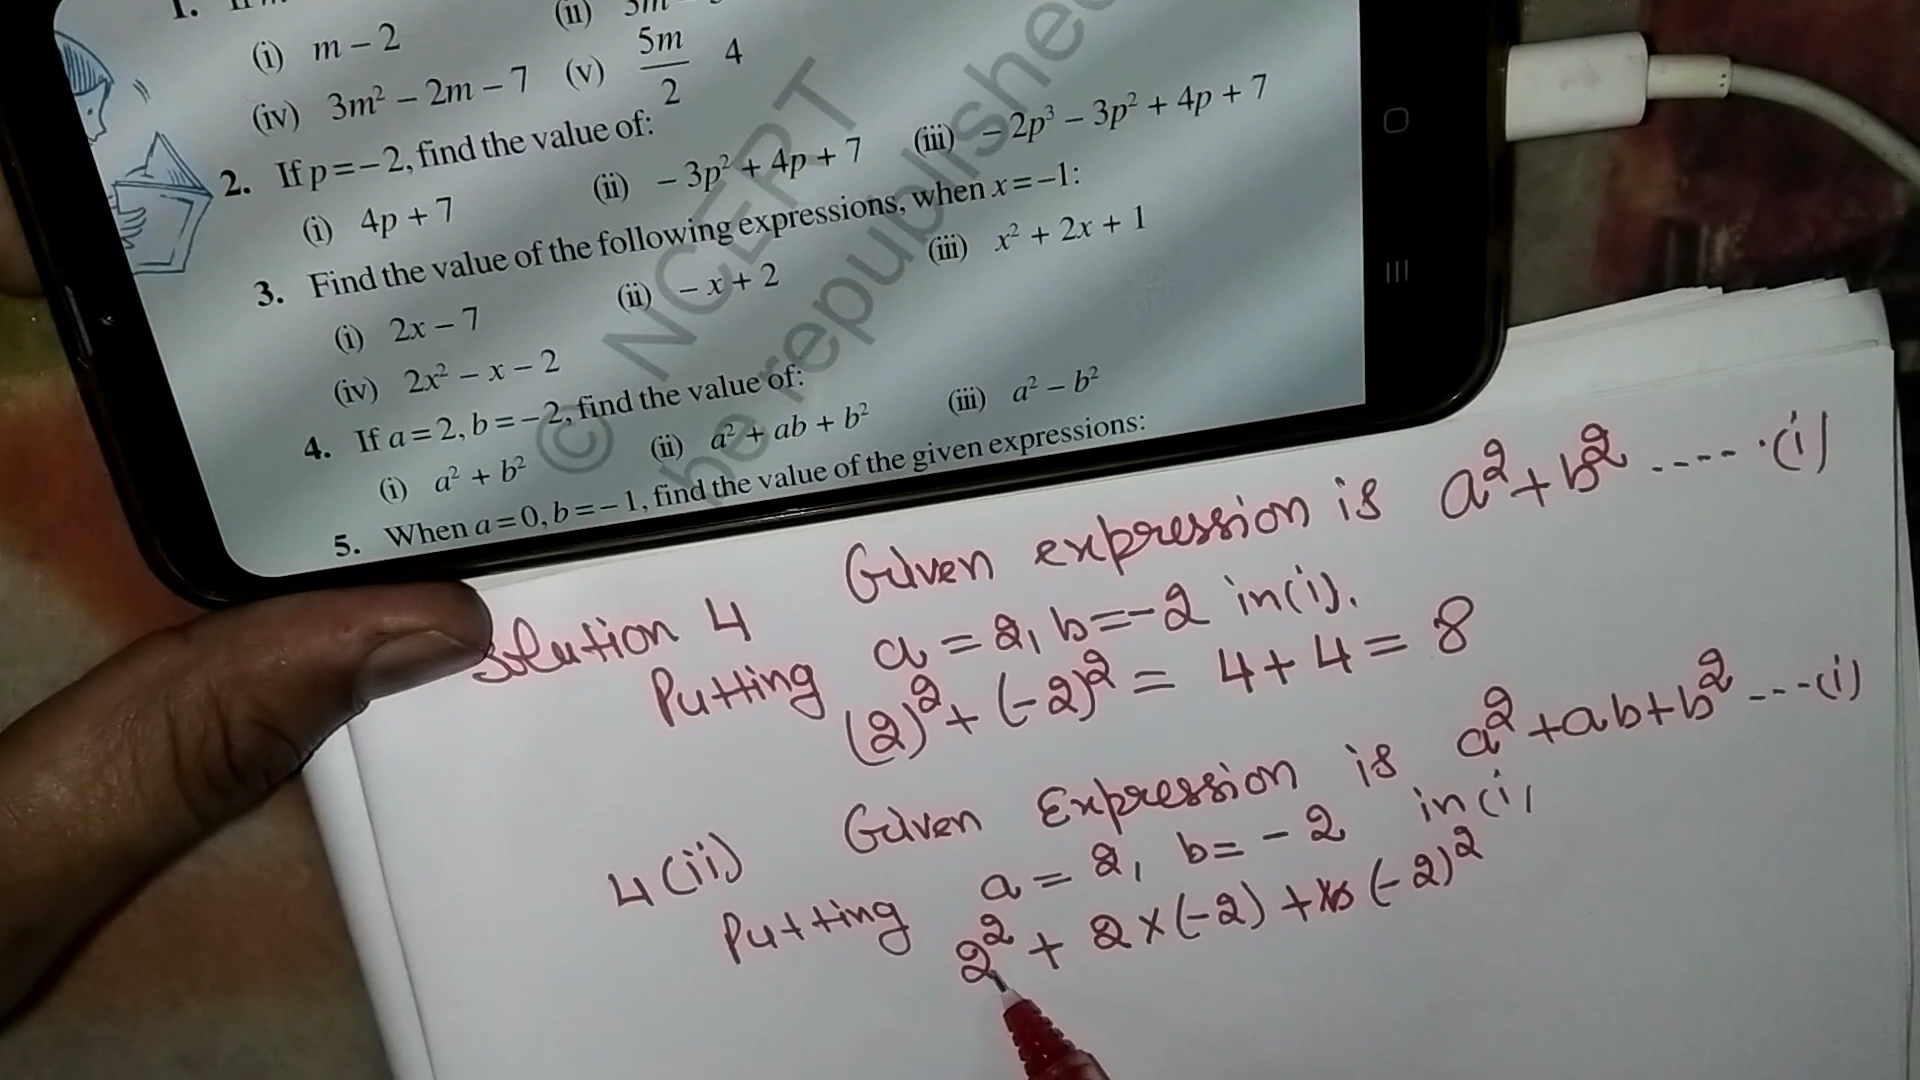 1.
(i) m – 2 (ii) 3m
(iv) 3m² – 2m – 7 (v) 5m/2 4
2. If p = –2, find the value of:
(i) 4p + 7 (ii) – 3p² + 4p + 7 (iii) – 2p³ – 3p² + 4p + 7
3. Find the value of the following expressions, when x = –1:
(i) 2x – 7 (ii) – x + 2 (iii) x² + 2x + 1
(iv) 2x² – x – 2
4. If a = 2, b = – 2, find the value of:
(i) a² + b² (ii) a² + ab + b² (iii) a² – b²
5. When a = 0, b = – 1, find the value of the given expressions:
© NCERT
be republished
Solution 4 Given expression is a² + b² ..... (i)
Putting a = 2, b = -2 in (i).
(2)² + (-2)² = 4 + 4 = 8
4(ii) Given Expression is a² + ab + b² ---(i)
Putting a = 2, b = -2 in (i)
2² + 2 × (-2) + (-2)²